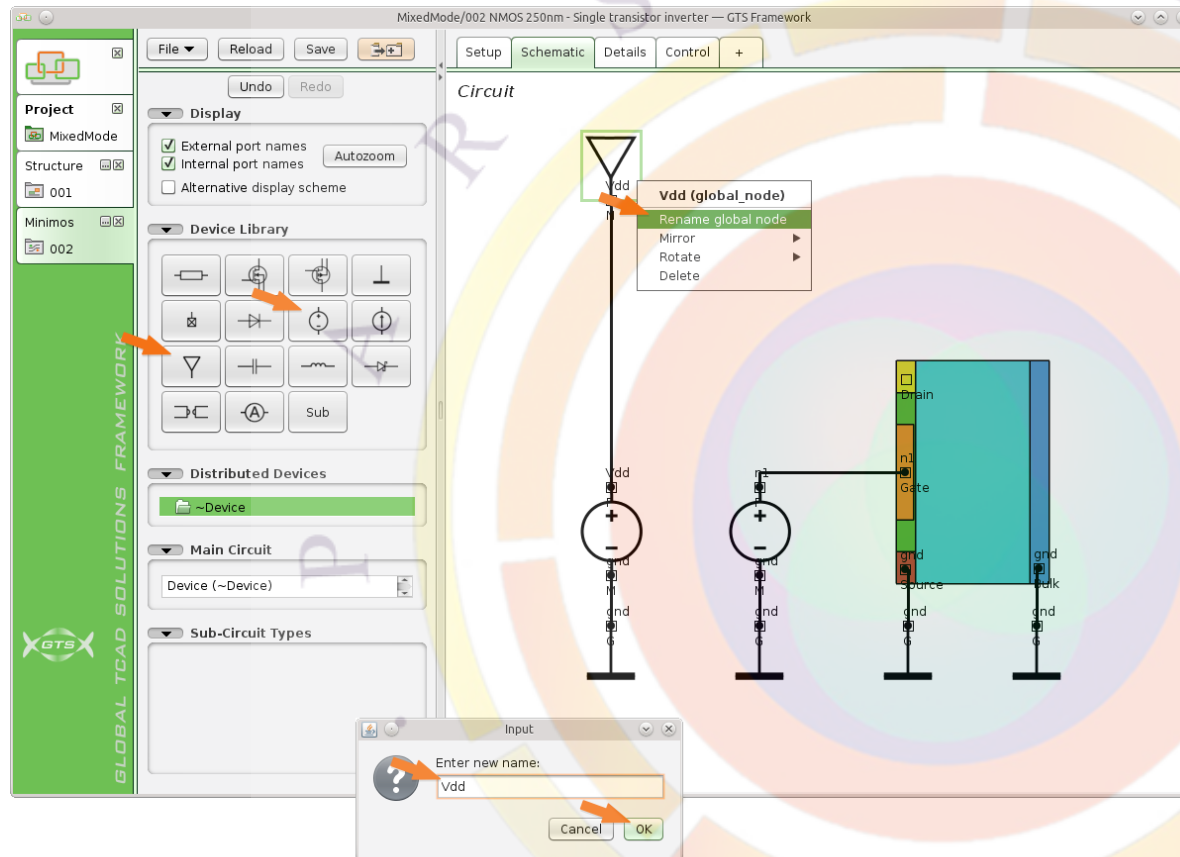 MixedMode/002 NMOS 250nm - Single transistor inverter — GTS Framework
File
Reload
Save
Undo
Redo
Project
MixedMode
Structure
001
Minimos
002
Display
External port names
Internal port names
Autozoom
Alternative display scheme
Device Library
A
Sub
Distributed Devices
~Device
Main Circuit
Device (~Device)
Sub-Circuit Types
GTS
GLOBAL TCAD SOLUTIONS FRAMEWORK
Setup
Schematic
Details
Control
+
Circuit
Vdd
M
Vdd (global_node)
Rename global node
Mirror
Rotate
Delete
Drain
n1
Gate
gnd
Source
gnd
Bulk
gnd
G
gnd
G
Vdd
+
gnd
M
gnd
G
n1
+
gnd
M
gnd
G
P A R S
Input
Enter new name:
Vdd
Cancel
OK